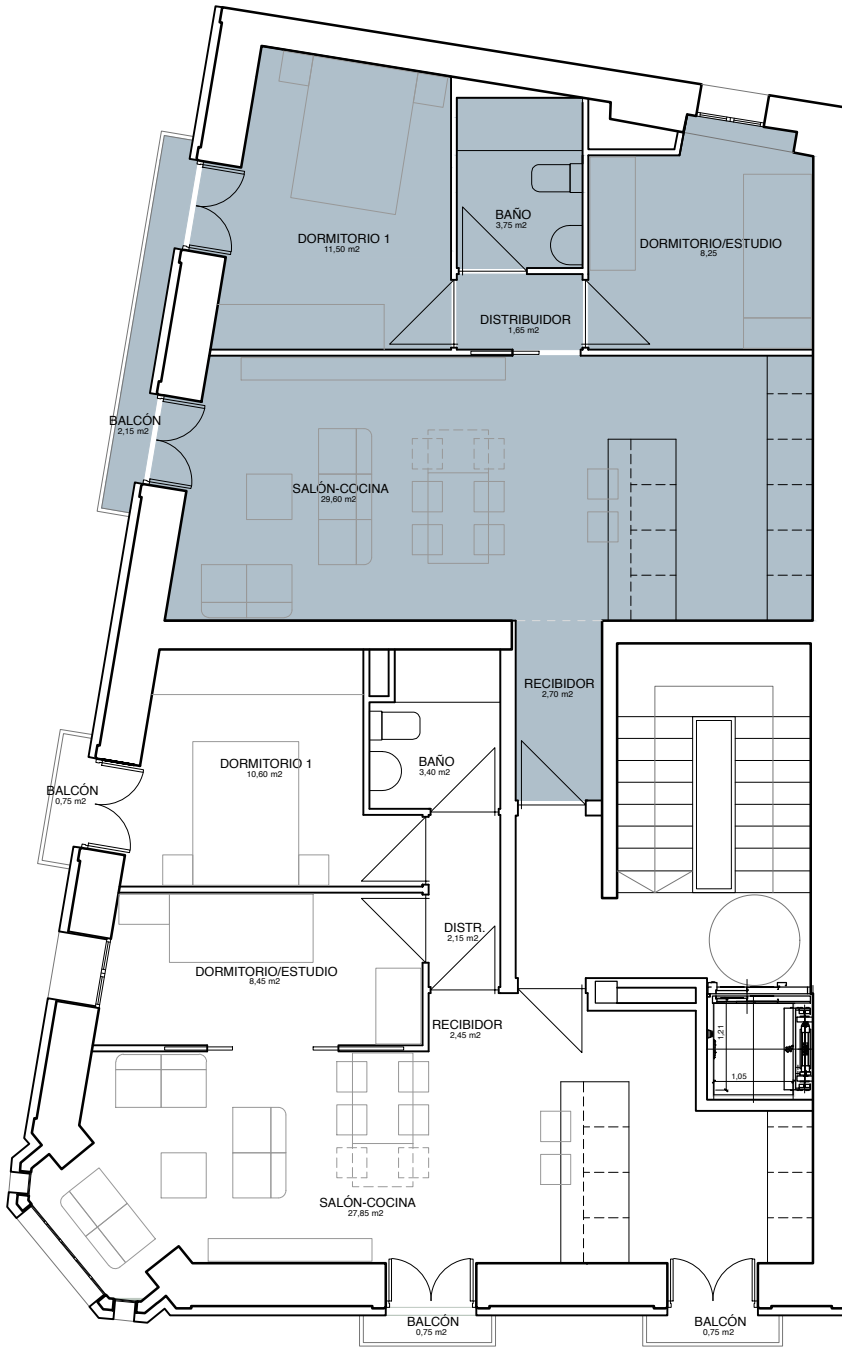 BAÑO
3,75 m2
DORMITORIO 1
11,50 m2
DORMITORIO/ESTUDIO
8,25
DISTRIBUIDOR
1,65 m2
BALCÓN
2,15 m2
SALÓN-COCINA
29,60 m2
RECIBIDOR
2,70 m2
DORMITORIO 1
10,60 m2
BAÑO
3,40 m2
BALCÓN
0,75 m2
DISTR.
2,15 m2
DORMITORIO/ESTUDIO
8,45 m2
RECIBIDOR
2,45 m2
1,21
1,05
SALÓN-COCINA
27,85 m2
BALCÓN
0,75 m2
BALCÓN
0,75 m2